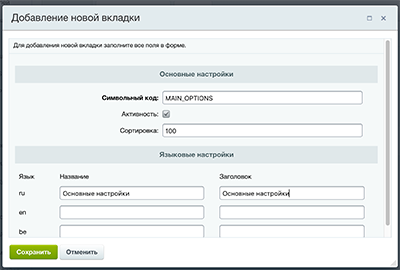 Добавление новой вкладки
Для добавления новой вкладки заполните все поля в форме.
Основные настройки
Символьный код: MAIN_OPTIONS
Активность:
Сортировка: 100
Языковые настройки
Язык Название Заголовок
ru Основные настройки Основные настройки
en
be
Сохранить Отменить